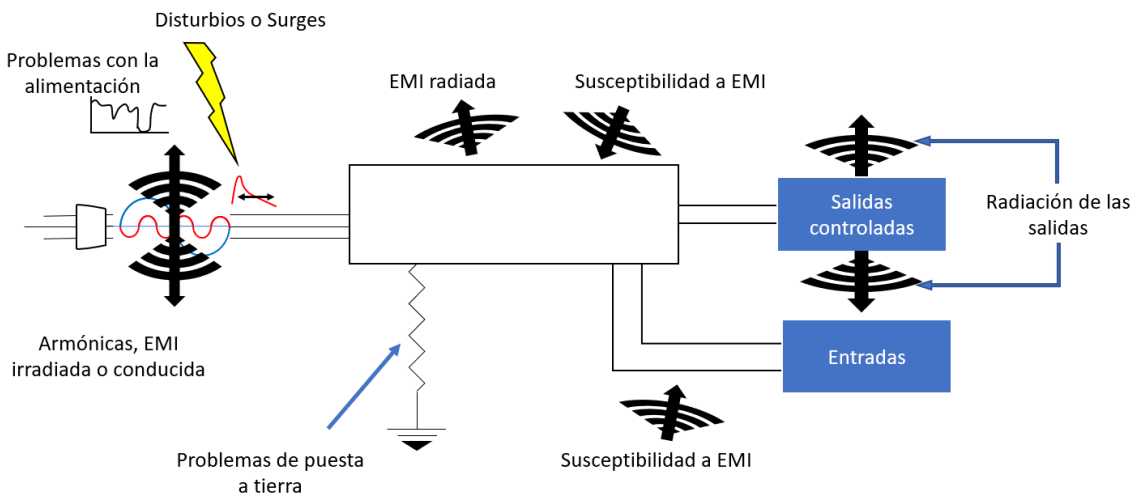 Disturbios o Surges
Problemas con la
alimentación
EMI radiada
Susceptibilidad a EMI
Salidas
controladas
Radiación de las
salidas
Armónicas, EMI
irradiada o conducida
Entradas
Problemas de puesta
a tierra
Susceptibilidad a EMI